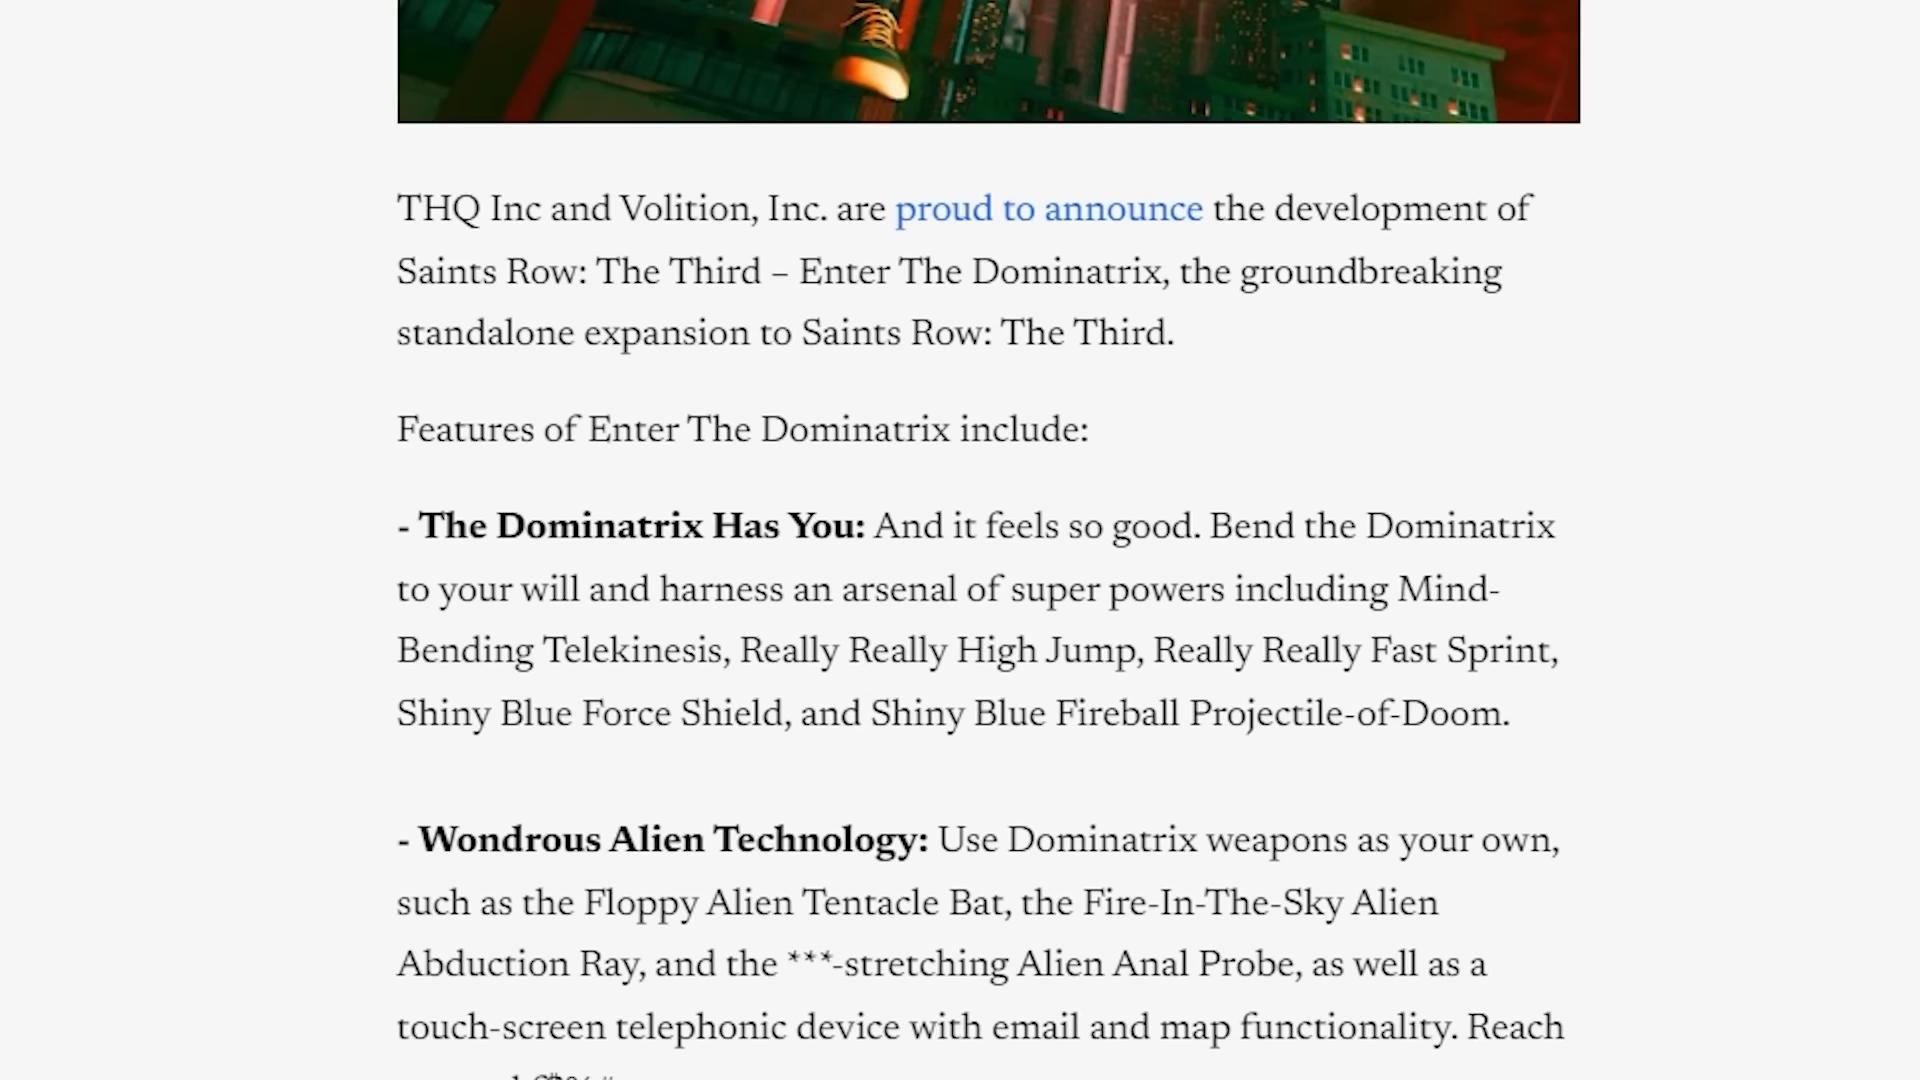 THQ Inc and Volition, Inc. are proud to announce the development of
Saints Row: The Third – Enter The Dominatrix, the groundbreaking
standalone expansion to Saints Row: The Third.
Features of Enter The Dominatrix include:
- The Dominatrix Has You: And it feels so good. Bend the Dominatrix
to your will and harness an arsenal of super powers including Mind-
Bending Telekinesis, Really Really High Jump, Really Really Fast Sprint,
Shiny Blue Force Shield, and Shiny Blue Fireball Projectile-of-Doom.
- Wondrous Alien Technology: Use Dominatrix weapons as your own,
such as the Floppy Alien Tentacle Bat, the Fire-In-The-Sky Alien
Abduction Ray, and the ***-stretching Alien Anal Probe, as well as a
touch-screen telephonic device with email and map functionality. Reach